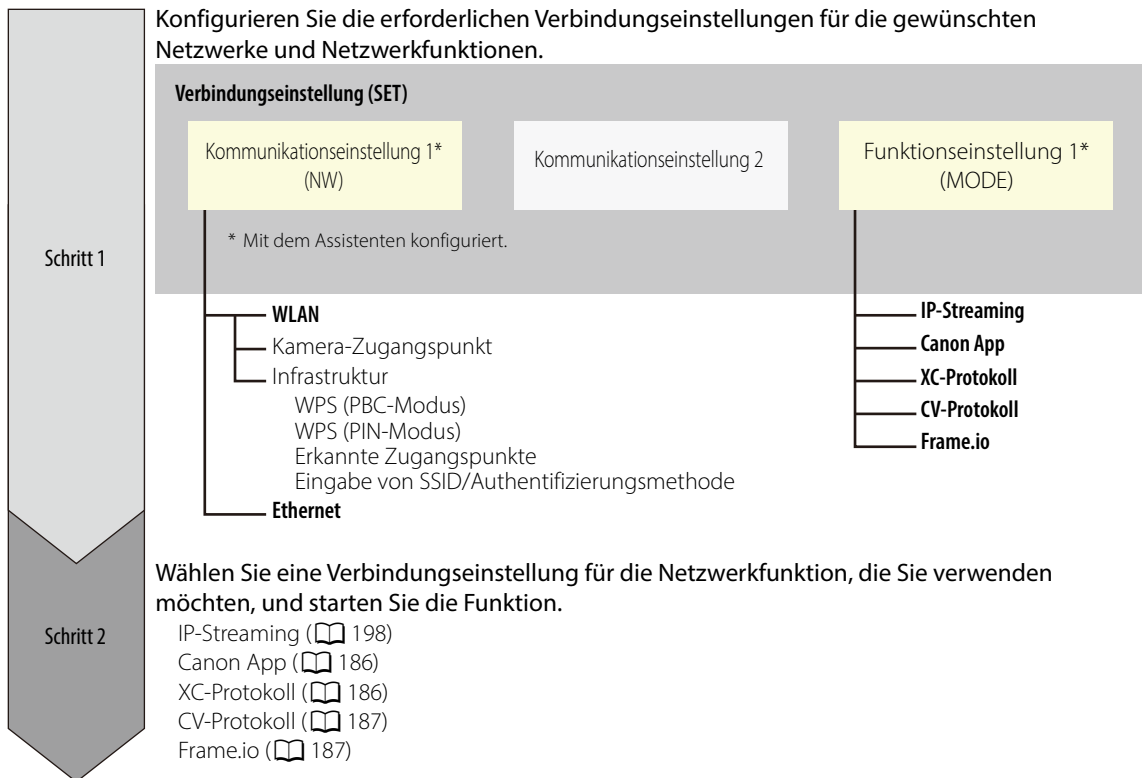 Konfigurieren Sie die erforderlichen Verbindungseinstellungen für die gewünschten
Netzwerke und Netzwerkfunktionen.
Verbindungseinstellung (SET)
Kommunikationseinstellung 1*
(NW)
Kommunikationseinstellung 2
Funktionseinstellung 1*
(MODE)
* Mit dem Assistenten konfiguriert.
Schritt 1
WLAN
Kamera-Zugangspunkt
Infrastruktur
WPS (PBC-Modus)
WPS (PIN-Modus)
Erkannte Zugangspunkte
Eingabe von SSID/Authentifizierungsmethode
Ethernet
IP-Streaming
Canon App
XC-Protokoll
CV-Protokoll
Frame.io
Wählen Sie eine Verbindungseinstellung für die Netzwerkfunktion, die Sie verwenden
möchten, und starten Sie die Funktion.
Schritt 2
IP-Streaming (198)
Canon App (186)
XC-Protokoll (186)
CV-Protokoll (187)
Frame.io (187)